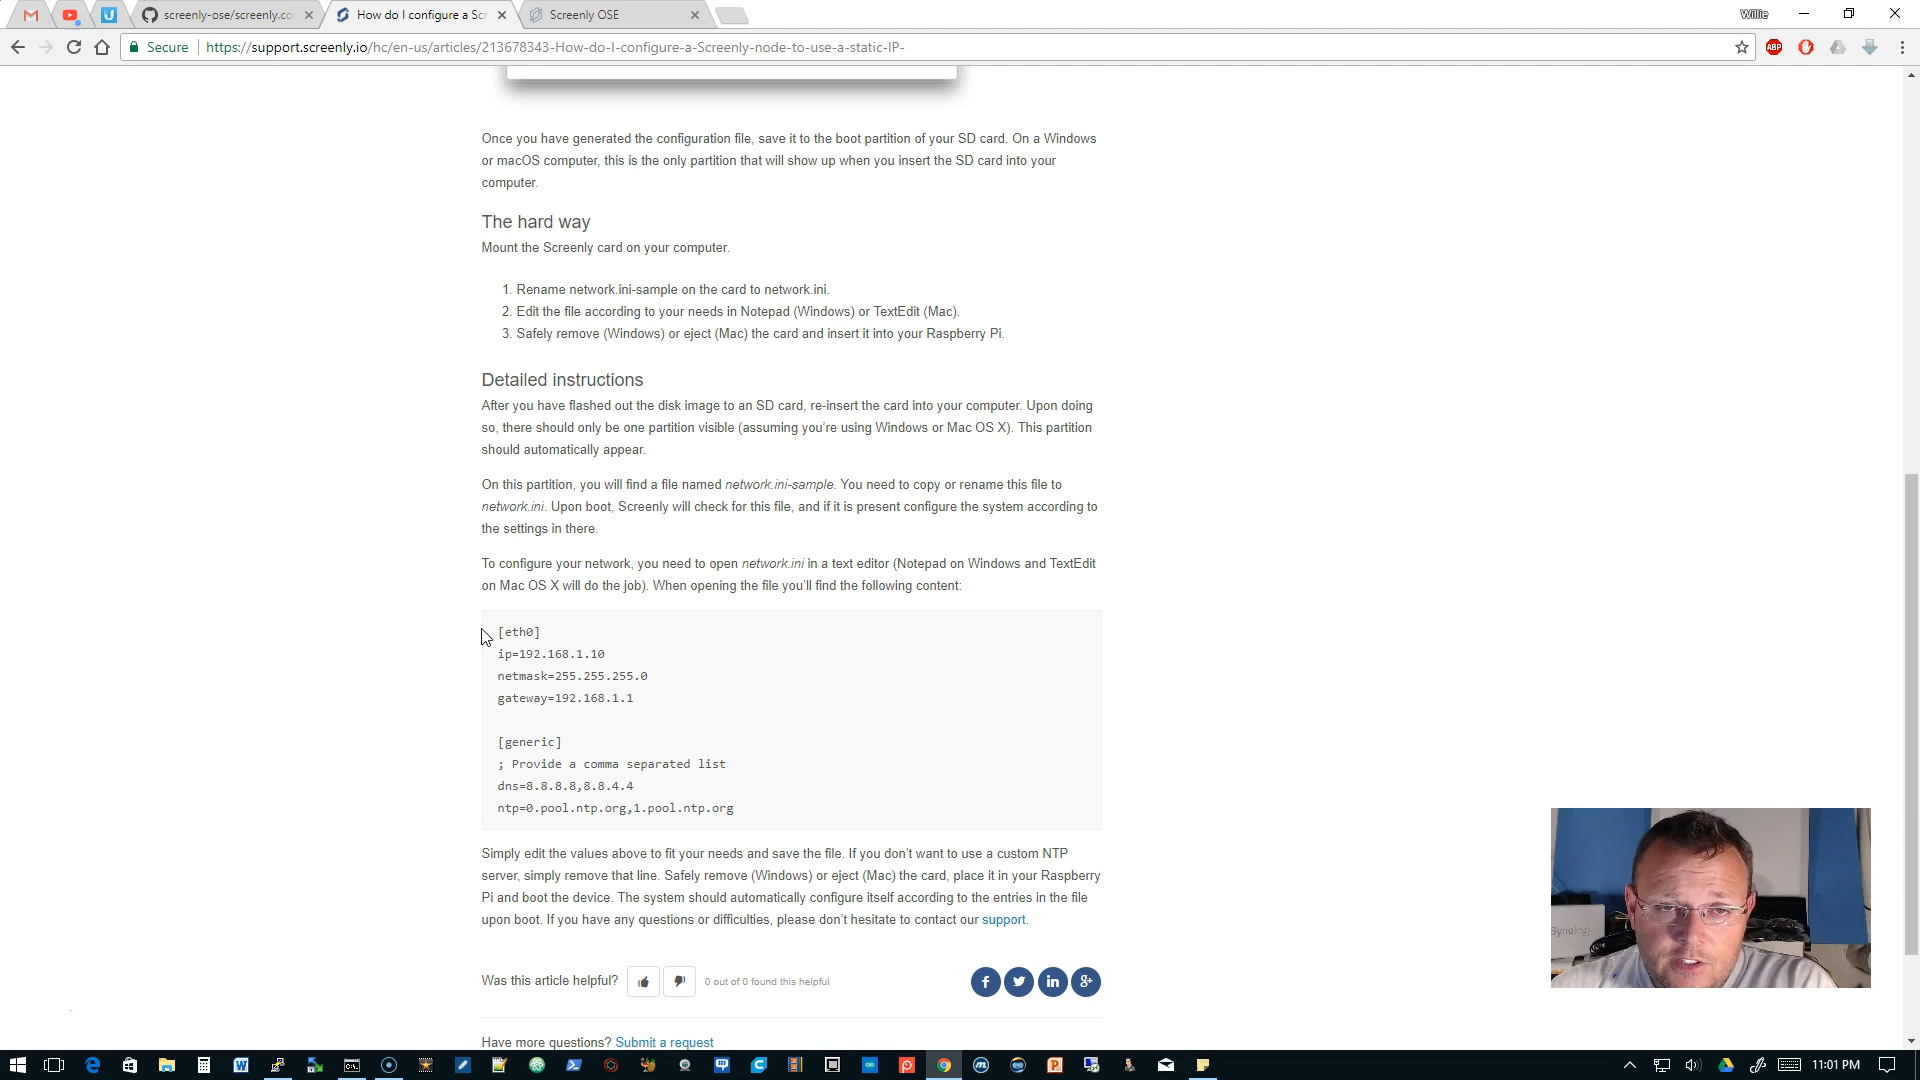 screenly-ose/screenly.co
How do I configure a Scr
Screenly OSE
Willie
Secure
https://support.screenly.io/hc/en-us/articles/213678343-How-do-I-configure-a-Screenly-node-to-use-a-static-IP-
ABP
Once you have generated the configuration file, save it to the boot partition of your SD card. On a Windows
or macOS computer, this is the only partition that will show up when you insert the SD card into your
computer.
The hard way
Mount the Screenly card on your computer.
1. Rename network.ini-sample on the card to network.ini.
2. Edit the file according to your needs in Notepad (Windows) or TextEdit (Mac).
3. Safely remove (Windows) or eject (Mac) the card and insert it into your Raspberry Pi.
Detailed instructions
After you have flashed out the disk image to an SD card, re-insert the card into your computer. Upon doing
so, there should only be one partition visible (assuming you're using Windows or Mac OS X). This partition
should automatically appear.
On this partition, you will find a file named network.ini-sample. You need to copy or rename this file to
network.ini. Upon boot, Screenly will check for this file, and if it is present configure the system according to
the settings in there.
To configure your network, you need to open network.ini in a text editor (Notepad on Windows and TextEdit
on Mac OS X will do the job). When opening the file you'll find the following content:
[eth0]
ip=192.168.1.10
netmask=255.255.255.0
gateway=192.168.1.1
[generic]
; Provide a comma separated list
dns=8.8.8.8,8.8.4.4
ntp=0.pool.ntp.org,1.pool.ntp.org
Simply edit the values above to fit your needs and save the file. If you don't want to use a custom NTP
server, simply remove that line. Safely remove (Windows) or eject (Mac) the card, place it in your Raspberry
Pi and boot the device. The system should automatically configure itself according to the entries in the file
upon boot. If you have any questions or difficulties, please don't hesitate to contact our support.
Was this article helpful?
0 out of 0 found this helpful
Have more questions? Submit a request
Synology
11:01 PM